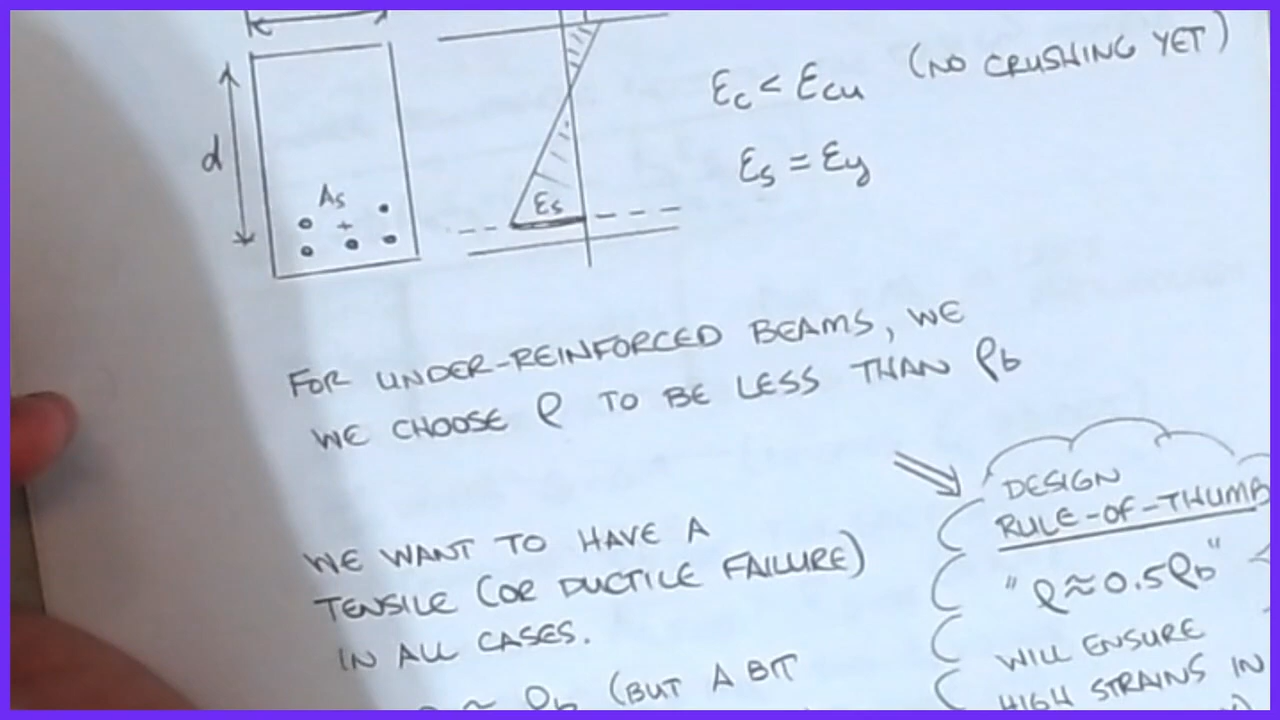 εc < εcu (NO CRUSHING YET)
d
εs = εy
As
εs
FOR UNDER-REINFORCED BEAMS, WE
WE CHOOSE ρ TO BE LESS THAN ρb
DESIGN
RULE-OF-THUMB
"ρ≈0.5ρb"
WILL ENSURE
HIGH STRAINS IN
WE WANT TO HAVE A
TENSILE (OR DUCTILE FAILURE)
IN ALL CASES.
ρ ≈ ρb (BUT A BIT